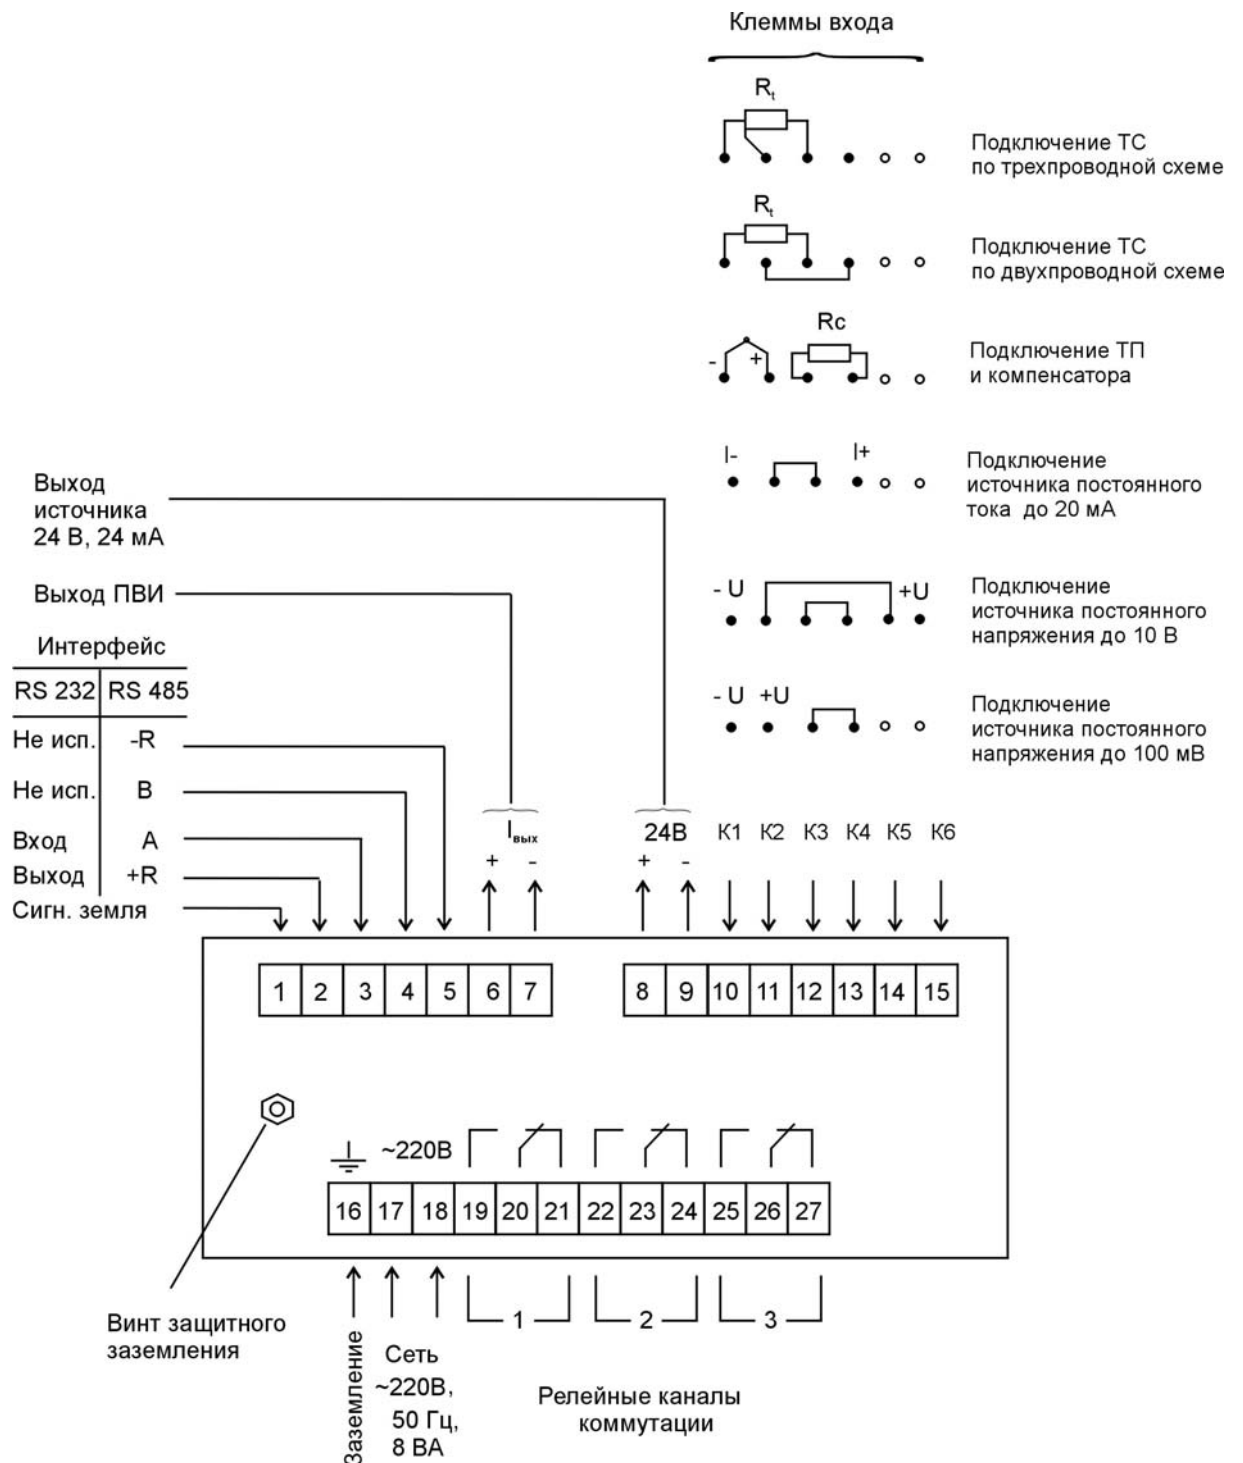 Клеммы входа
Rt
Подключение ТС
по трехпроводной схеме
Rt
Подключение ТС
по двухпроводной схеме
Rc
- +
Подключение ТП
и компенсатора
I- I+
Подключение
источника постоянного
тока до 20 мА
- U +U
Подключение
источника постоянного
напряжения до 10 В
- U +U
Подключение
источника постоянного
напряжения до 100 мВ
Выход
источника
24 В, 24 мА
Выход ПВИ
Интерфейс
RS 232 RS 485
Не исп. -R
Не исп. B
Вход A
Выход +R
Сигн. земля
Iвых
+ -
24В
+ -
К1 К2 К3 К4 К5 К6
1 2 3 4 5 6 7
8 9 10 11 12 13 14 15
~220В
16 17 18 19 20 21 22 23 24 25 26 27
Винт защитного
заземления
Заземление
Сеть
~220В,
50 Гц,
8 ВА
1 2 3
Релейные каналы
коммутации